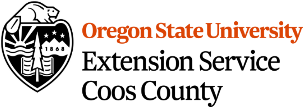 1868
Oregon State University
Extension Service
Coos County